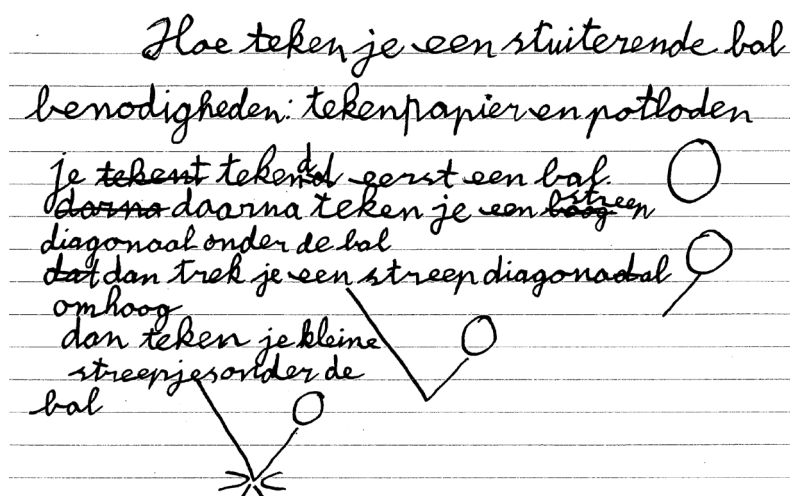 Hoe teken je een stuiterende bal
benodigheden: tekenpapier en potloden
je tekent tekend eerst een bal.
darna daarna teken je een boog streep
diagonaal onder de bal
dat dan trek je een streep diagonaal
omhoog
dan teken je kleine
streepjes onder de
bal